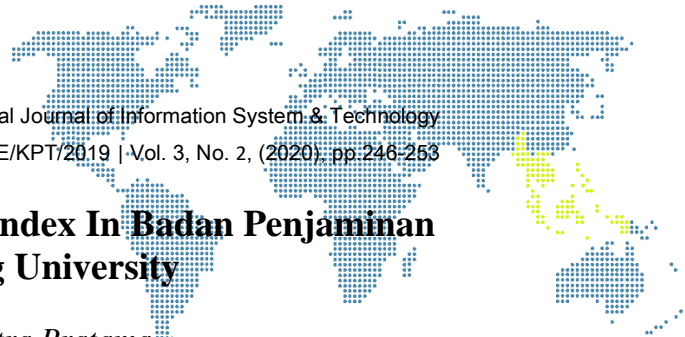 al Journal of Information System & Technology
E/KPT/2019 | Vol. 3, No. 2, (2020), pp.246-253
ndex In Badan Penjaminan
g University